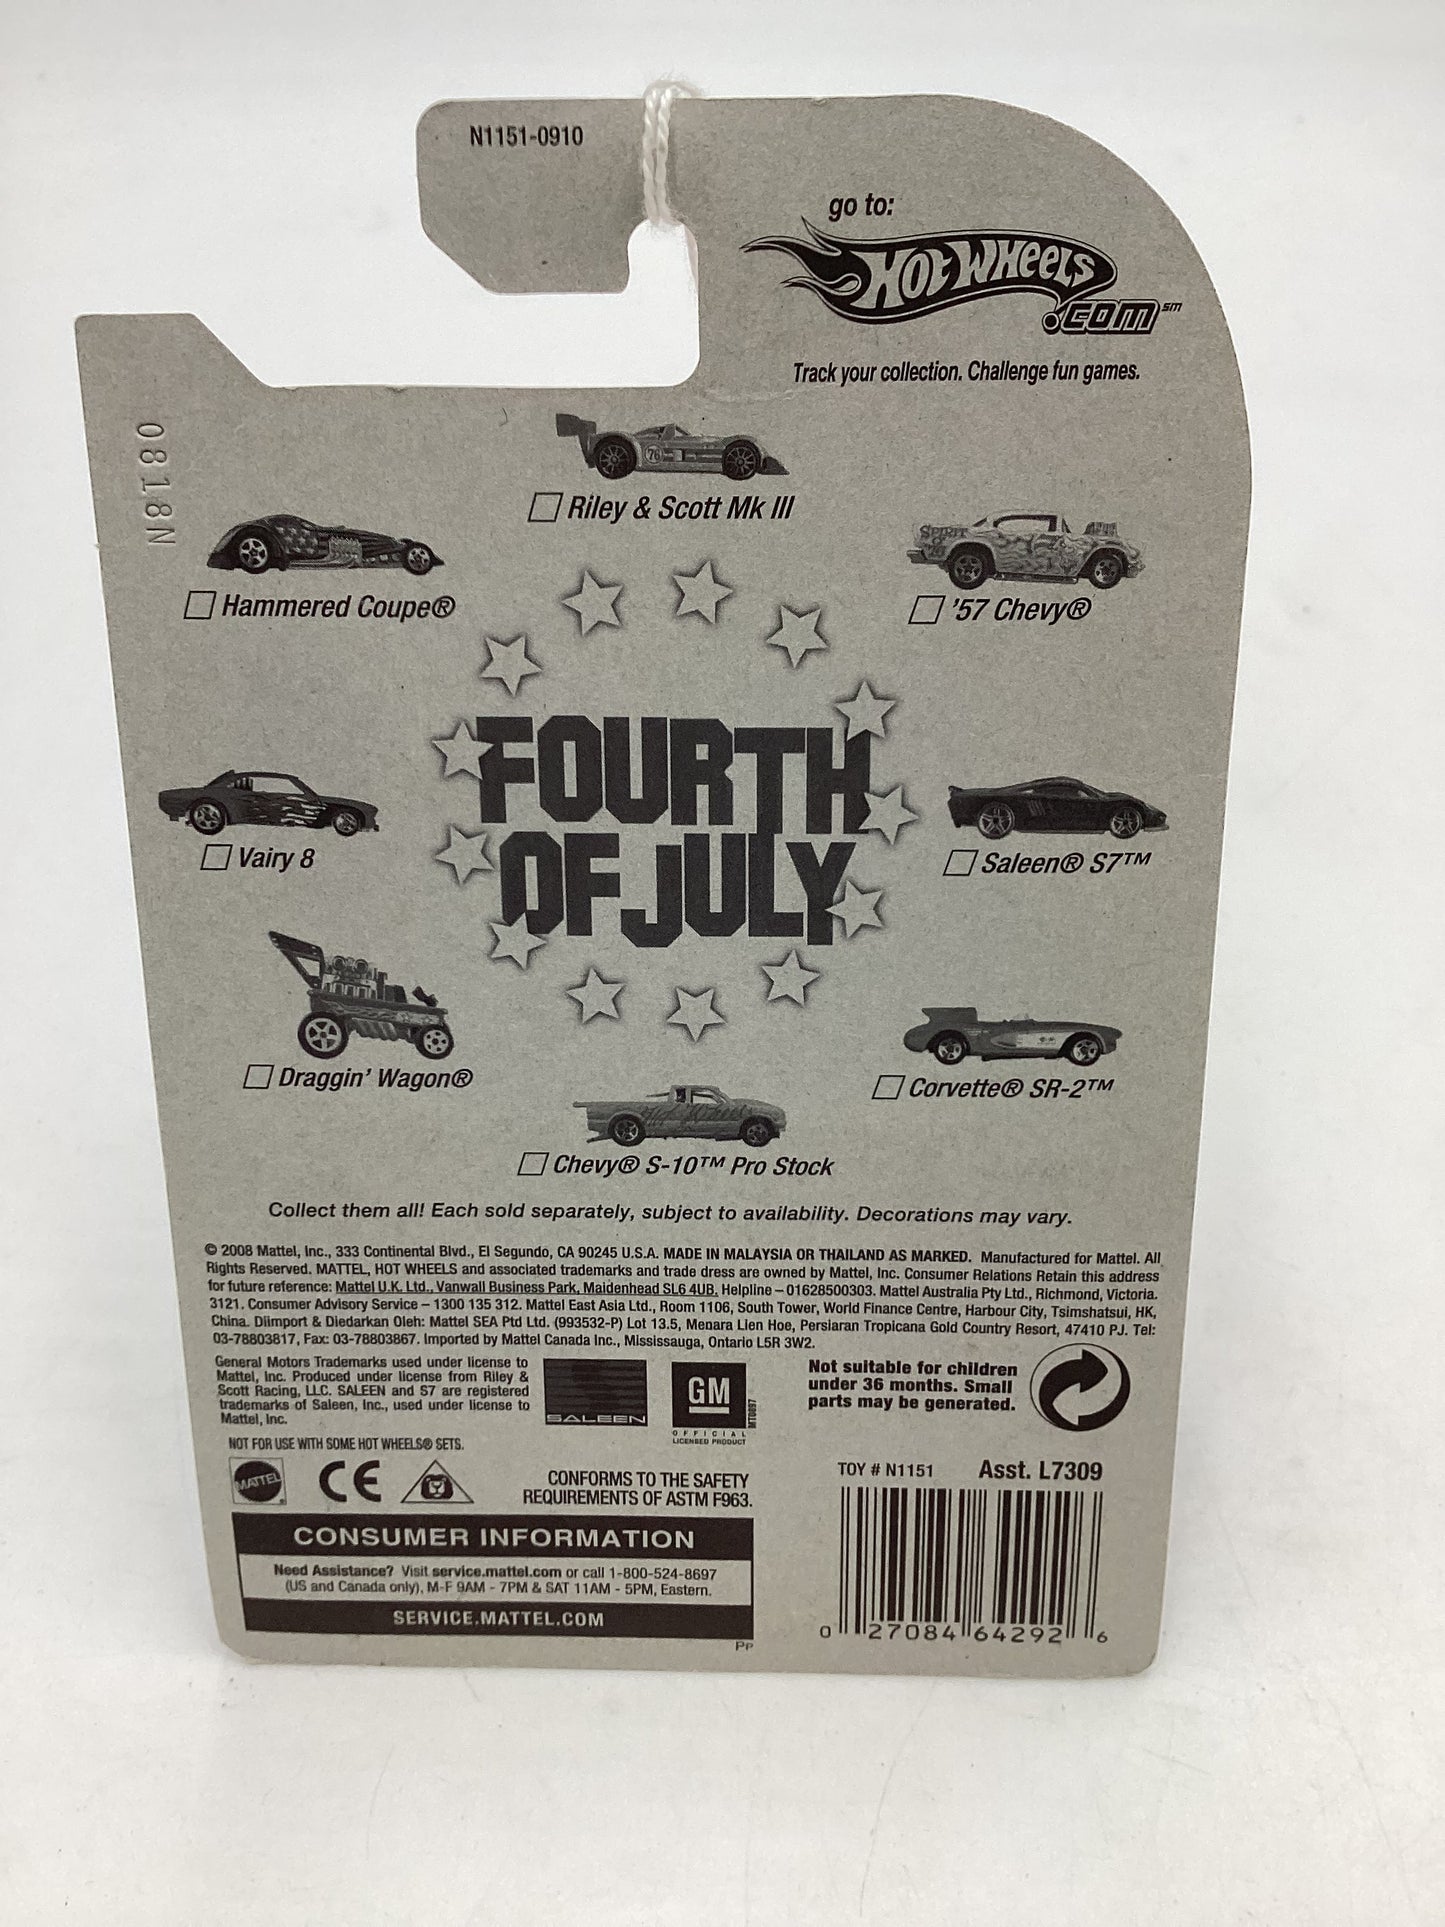 N1151-0910
go to:
Hot Wheels
.COM℠
Track your collection. Challenge fun games.
0818N
Riley & Scott Mk III
76
Hammered Coupe®
'57 Chevy®
FOURTH
OF JULY
Vairy 8
Saleen® S7™
Draggin' Wagon®
Corvette® SR-2™
Chevy® S-10™ Pro Stock
Collect them all! Each sold separately, subject to availability. Decorations may vary.
© 2008 Mattel, Inc., 333 Continental Blvd., El Segundo, CA 90245 U.S.A. MADE IN MALAYSIA OR THAILAND AS MARKED. Manufactured for Mattel. All
Rights Reserved. MATTEL, HOT WHEELS and associated trademarks and trade dress are owned by Mattel, Inc. Consumer Relations Retain this address
for future reference: Mattel U.K. Ltd., Vanwall Business Park, Maidenhead SL6 4UB. Helpline – 01628500303. Mattel Australia Pty Ltd., Richmond, Victoria.
3121. Consumer Advisory Service – 1300 135 312. Mattel East Asia Ltd., Room 1106, South Tower, World Finance Centre, Harbour City, Tsimshatsui, HK,
China. Diimport & Diedarkan Oleh: Mattel SEA Ptd Ltd. (993532-P) Lot 13.5, Menara Lien Hoe, Persiaran Tropicana Gold Country Resort, 47410 PJ. Tel:
03-78803817, Fax: 03-78803867. Imported by Mattel Canada Inc., Mississauga, Ontario L5R 3W2.
General Motors Trademarks used under license to
Mattel, Inc. Produced under license from Riley &
Scott Racing, LLC. SALEEN and S7 are registered
trademarks of Saleen, Inc., used under license to
Mattel, Inc.
SALEEN
GM
OFFICIAL
LICENSED PRODUCT
Not suitable for children
under 36 months. Small
parts may be generated.
NOT FOR USE WITH SOME HOT WHEELS® SETS.
MATTEL
CE
CONFORMS TO THE SAFETY
REQUIREMENTS OF ASTM F963.
TOY # N1151 Asst. L7309
CONSUMER INFORMATION
Need Assistance? Visit service.mattel.com or call 1-800-524-8697
(US and Canada only), M-F 9AM - 7PM & SAT 11AM - 5PM, Eastern.
SERVICE.MATTEL.COM
PP
0 27084 64292 6